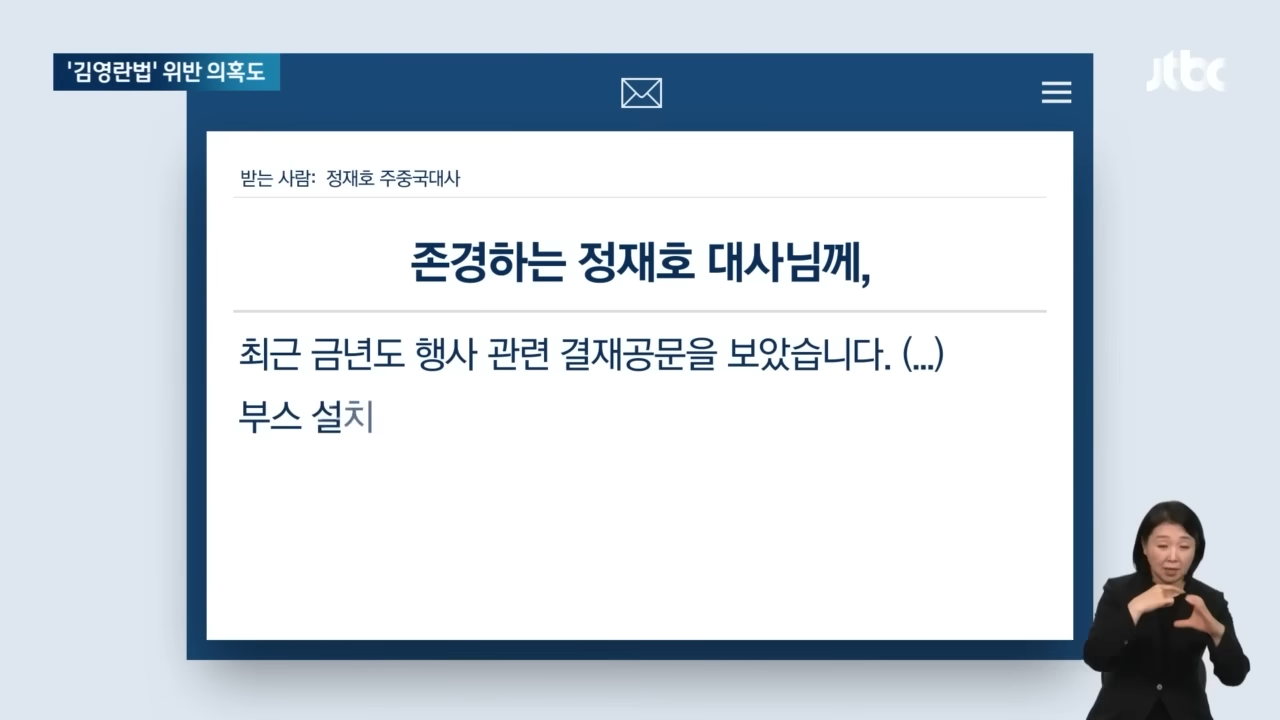 '김영란법' 위반 의혹도
jtbc
받는 사람: 정재호 주중국대사
존경하는 정재호 대사님께,
최근 금년도 행사 관련 결재공문을 보았습니다. (...)
부스 설치